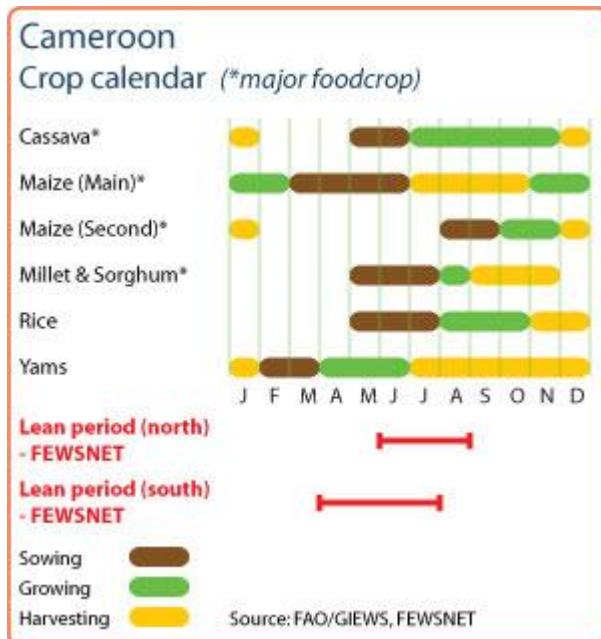 Cameroon
Crop calendar (*major foodcrop)
Cassava*
Maize (Main)*
Maize (Second)*
Millet & Sorghum*
Rice
Yams
J F M A M J J A S O N D
Lean period (north)
- FEWSNET
Lean period (south)
- FEWSNET
Sowing
Growing
Harvesting
Source: FAO/GIEWS, FEWSNET